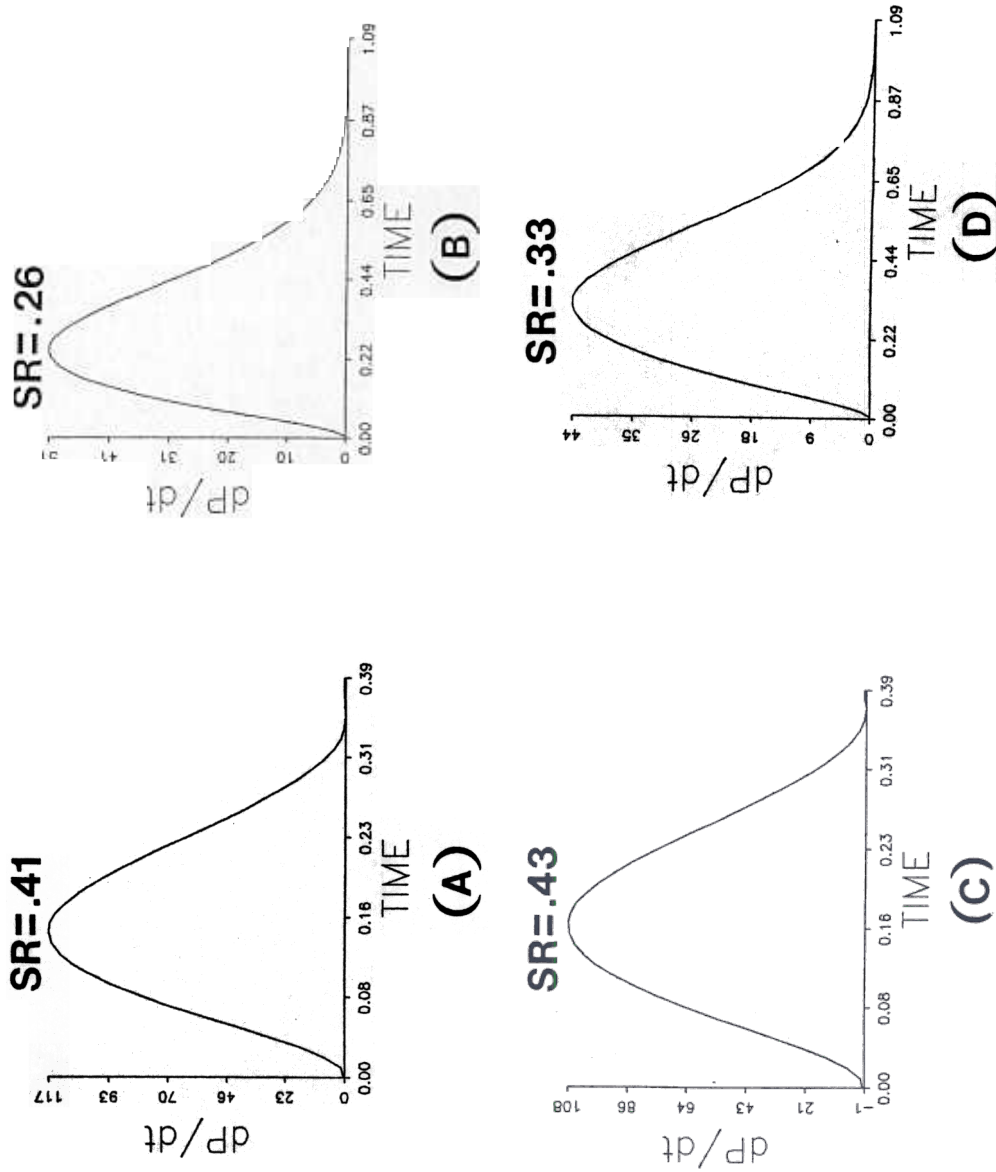 SR=.41
dP/dt
117
93
70
46
23
0
0.00 0.08 0.16 0.23 0.31 0.39
TIME
(A)
SR=.26
dP/dt
41
31
20
10
0
0.00 0.22 0.44 0.65 0.87 1.09
TIME
(B)
SR=.43
dP/dt
108
86
64
43
21
-1
0.00 0.08 0.16 0.23 0.31 0.39
TIME
(C)
SR=.33
dP/dt
44
35
26
18
9
0
0.00 0.22 0.44 0.65 0.87 1.09
TIME
(D)